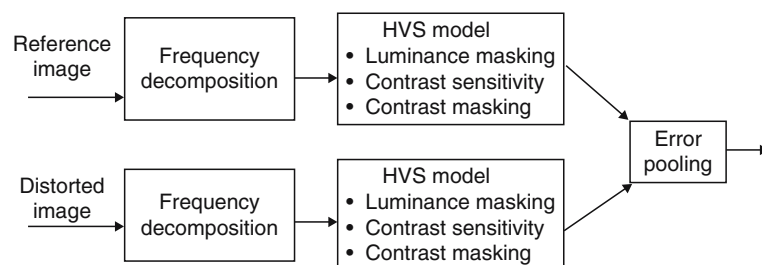 Reference
image
Frequency
decomposition
HVS model
• Luminance masking
• Contrast sensitivity
• Contrast masking
Error
pooling
Distorted
image
Frequency
decomposition
HVS model
• Luminance masking
• Contrast sensitivity
• Contrast masking